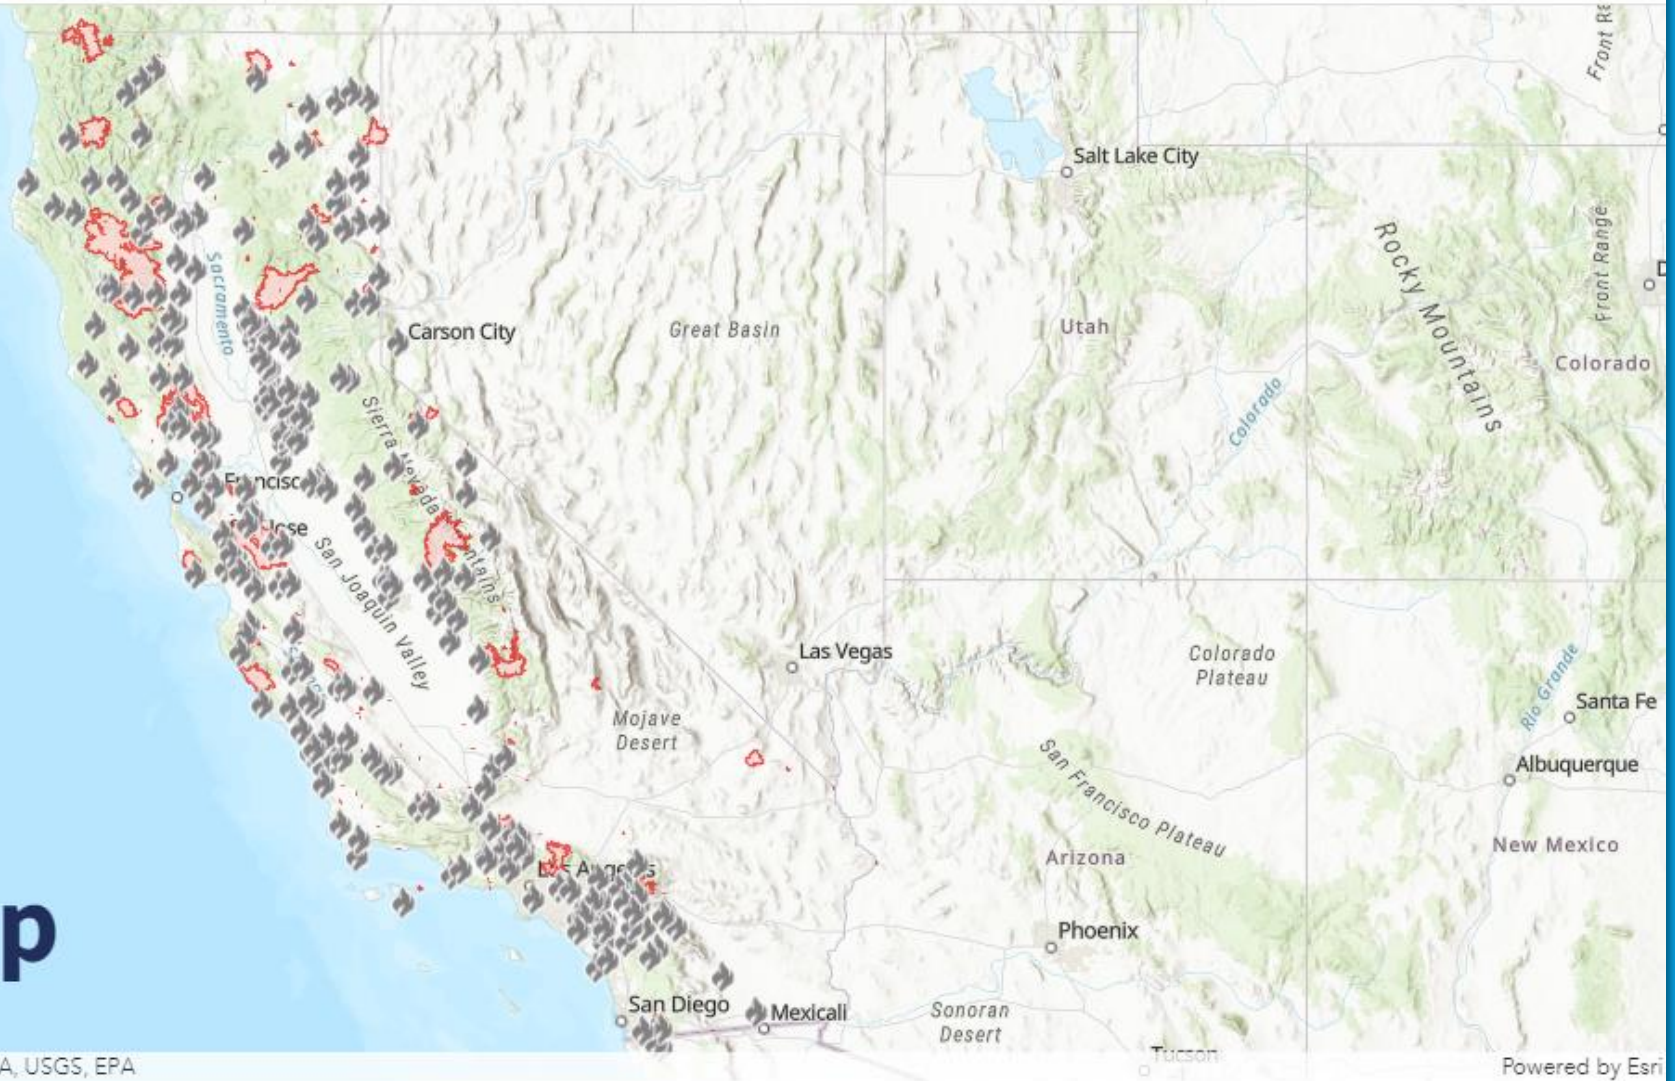 Salt Lake City
Rocky Mountains
Front Range
Sacramento
Carson City
Great Basin
Utah
Colorado
Colorado
Sierra Nevada
San Joaquin Valley
Las Vegas
Colorado
Plateau
Rio Grande
Santa Fe
Mojave
Desert
San Francisco Plateau
Albuquerque
New Mexico
Arizona
Los Angeles
Phoenix
p
San Diego
Mexicali
Sonoran
Desert
Tucson
A, USGS, EPA
Powered by Esri